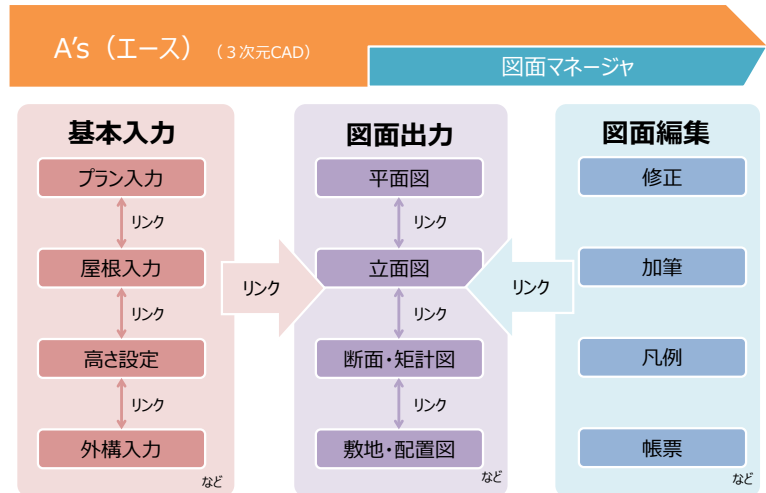 A's（エース）（３次元CAD）
図面マネージャ
基本入力
プラン入力
リンク
屋根入力
リンク
高さ設定
リンク
外構入力
など
リンク
図面出力
平面図
リンク
立面図
リンク
断面・矩計図
リンク
敷地・配置図
など
リンク
図面編集
修正
加筆
凡例
帳票
など